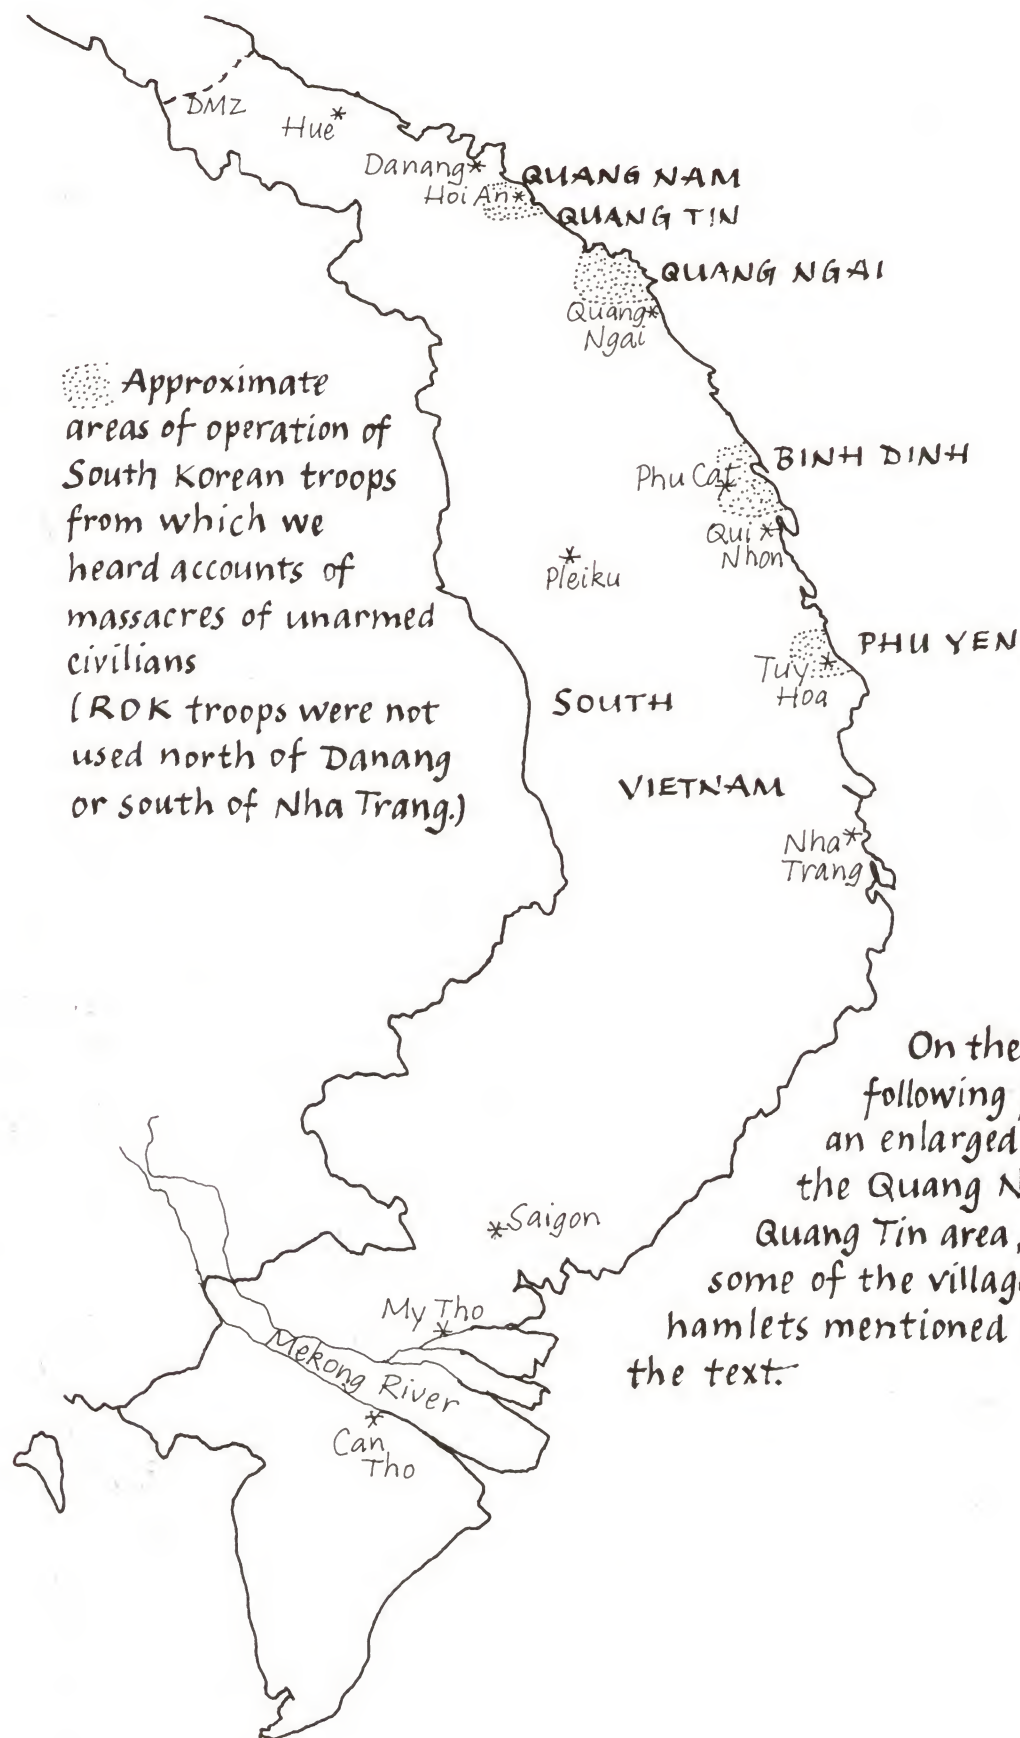 DMZ
Hue
Danang
Hoi An
QUANG NAM
QUANG TIN
QUANG NGAI
Quang
Ngai
Approximate
areas of operation of
South Korean troops
from which we
heard accounts of
massacres of unarmed
civilians
(ROK troops were not
used north of Danang
or south of Nha Trang.)
Phu Cat
BINH DINH
Qui
Nhon
Pleiku
PHU YEN
Tuy
Hoa
SOUTH
VIETNAM
Nha
Trang
On the
following
an enlarged
the Quang N
Quang Tin area,
some of the villag
hamlets mentioned
the text.
Saigon
My Tho
Mekong River
Can
Tho